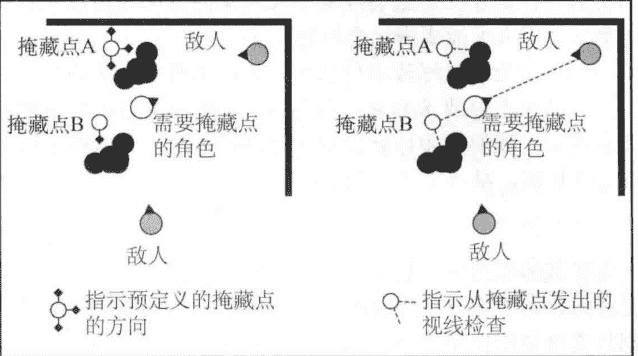 掩藏点A
敌人
掩藏点B
需要掩藏点
的角色
敌人
指示预定义的掩藏点
的方向
掩藏点A
敌人
掩藏点B
需要掩藏点
的角色
敌人
指示从掩藏点发出的
视线检查